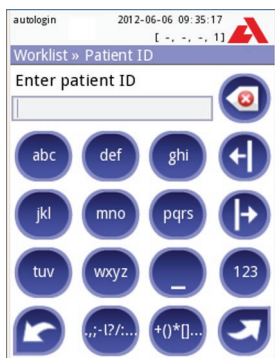 autologin 2012-06-06 09:35:17
[ -, -, -, 1]
Worklist » Patient ID
Enter patient ID
abc def ghi
jkl mno pqrs
tuv wxyz _ 123
.,;-!?/:... +()*[]...